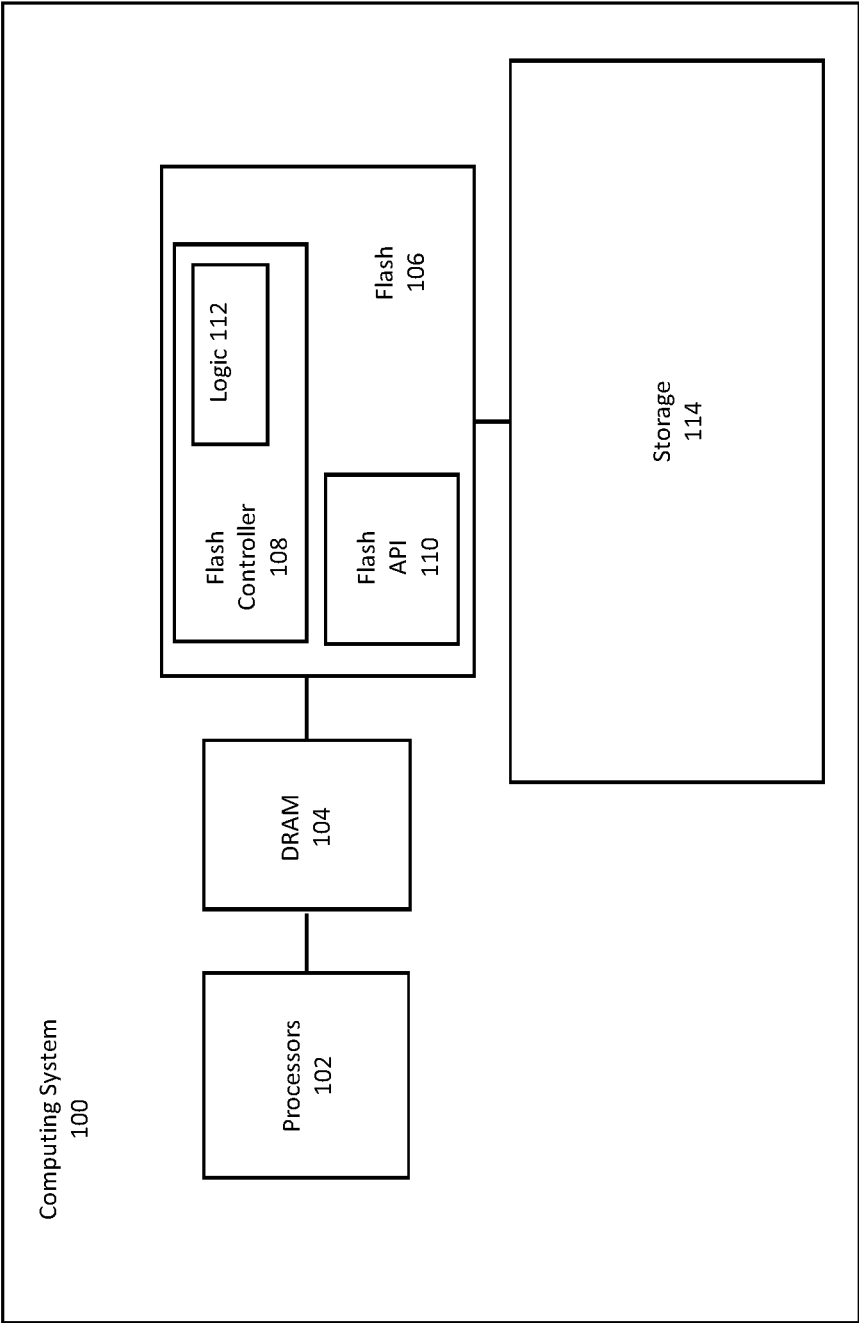 Computing System
100
Processors
102
DRAM
104
Flash
Controller
108
Logic 112
Flash
API
110
Flash
106
Storage
114